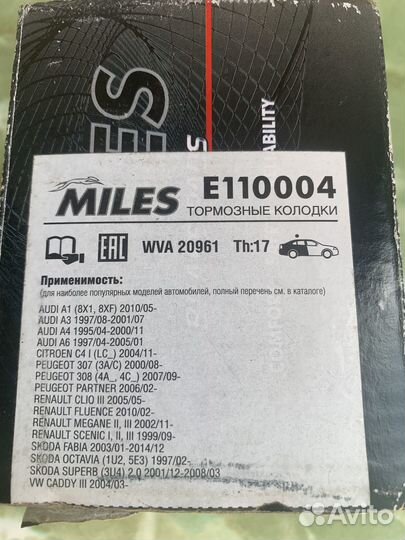 ES
S
ABILITY
MILES
E110004
ТОРМОЗНЫЕ КОЛОДКИ
EAC WVA 20961 Th:17
Применимость:
(для наиболее популярных моделей автомобилей, полный перечень см. в каталоге)
AUDI A1 (8X1, 8XF) 2010/05-
AUDI A3 1997/08-2001/07
AUDI A4 1995/04-2000/11
AUDI A6 1997/04-2005/01
CITROEN C4 I (LC_) 2004/11-
PEUGEOT 307 (3A/C) 2000/08-
PEUGEOT 308 (4A_, 4C_) 2007/09-
PEUGEOT PARTNER 2006/02-
RENAULT CLIO III 2005/05-
RENAULT FLUENCE 2010/02-
RENAULT MEGANE II, III 2002/11-
RENAULT SCENIC I, II, III 1999/09-
SKODA FABIA 2003/01-2014/12
SKODA OCTAVIA (1U2, 5E3) 1997/02-
SKODA SUPERB (3U4) 2.0 2001/12-2008/03
VW CADDY III 2004/03-
Avito